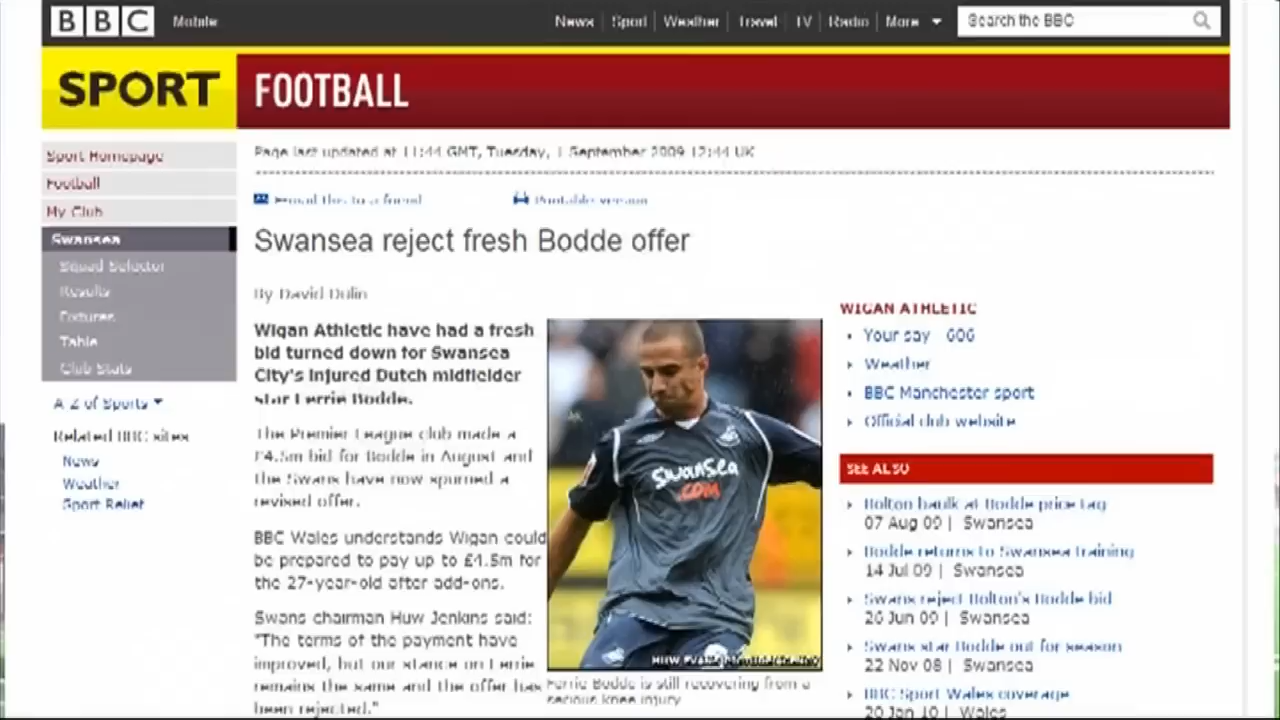 BBC Mobile News Sport Weather Travel TV Radio More Search the BBC
SPORT FOOTBALL
Sport Homepage
Football
My Club
Swansea
Squad Selector
Results
Fixtures
Table
Club Stats
A-Z of Sports
Related BBC sites
News
Weather
Sport Relief
Page last updated at 11:44 GMT, Tuesday, 1 September 2009 12:44 UK
E-mail this to a friend Printable version
Swansea reject fresh Bodde offer
By David Dulin
Wigan Athletic have had a fresh
bid turned down for Swansea
City's injured Dutch midfielder
star Ferrie Bodde.
The Premier League club made a
bid for Bodde in August and
the Swans have now spurned a
revised offer.
BBC Wales understands Wigan could
be prepared to pay up to for
the 27-year-old after add-ons.
Swans chairman Huw Jenkins said:
"The terms of the payment have
improved, but our stance on Ferrie
remains the same and the offer has
been rejected."
swansea
.com
HUW EVANS
Ferrie Bodde is still recovering from a
serious knee injury
WIGAN ATHLETIC
Your say 606
Weather
BBC Manchester sport
Official club website
SEE ALSO
Bolton baulk at Bodde price tag
07 Aug 09 | Swansea
Bodde returns to Swansea training
14 Jul 09 | Swansea
Swans reject Bolton's Bodde bid
26 Jun 09 | Swansea
Swans star Bodde out for season
22 Nov 08 | Swansea
BBC Sport Wales coverage
20 Jan 10 | Wales